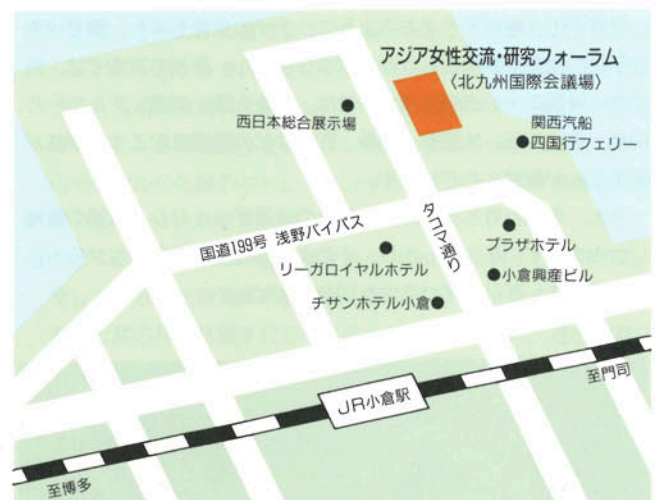 アジア女性交流・研究フォーラム
〈北九州国際会議場〉
西日本総合展示場
関西汽船
四国行フェリー
国道199号 浅野バイパス
タコマ通り
プラザホテル
リーガロイヤルホテル
小倉興産ビル
チサンホテル小倉
至門司
JR小倉駅
至博多